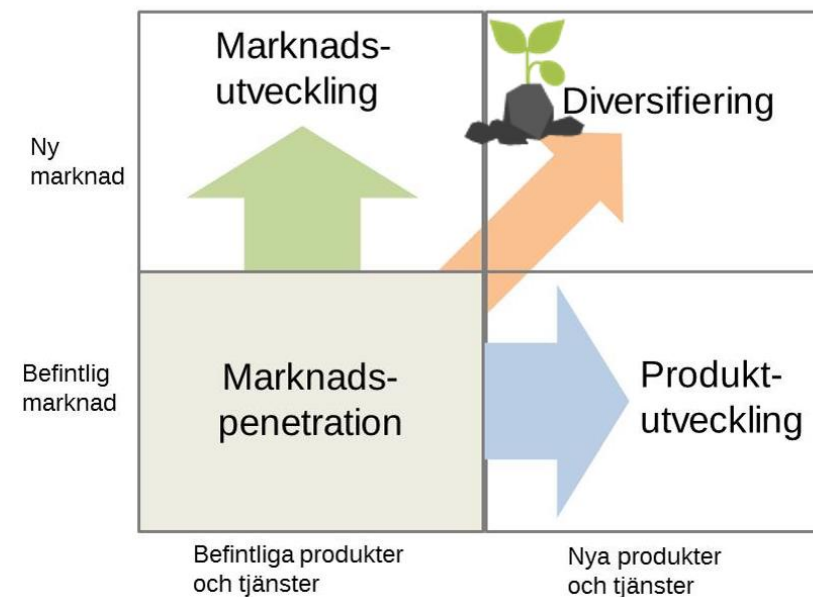 Marknads-
utveckling
Diversifiering
Ny
marknad
Befintlig
marknad
Marknads-
penetration
Produkt-
utveckling
Befintliga produkter
och tjänster
Nya produkter
och tjänster